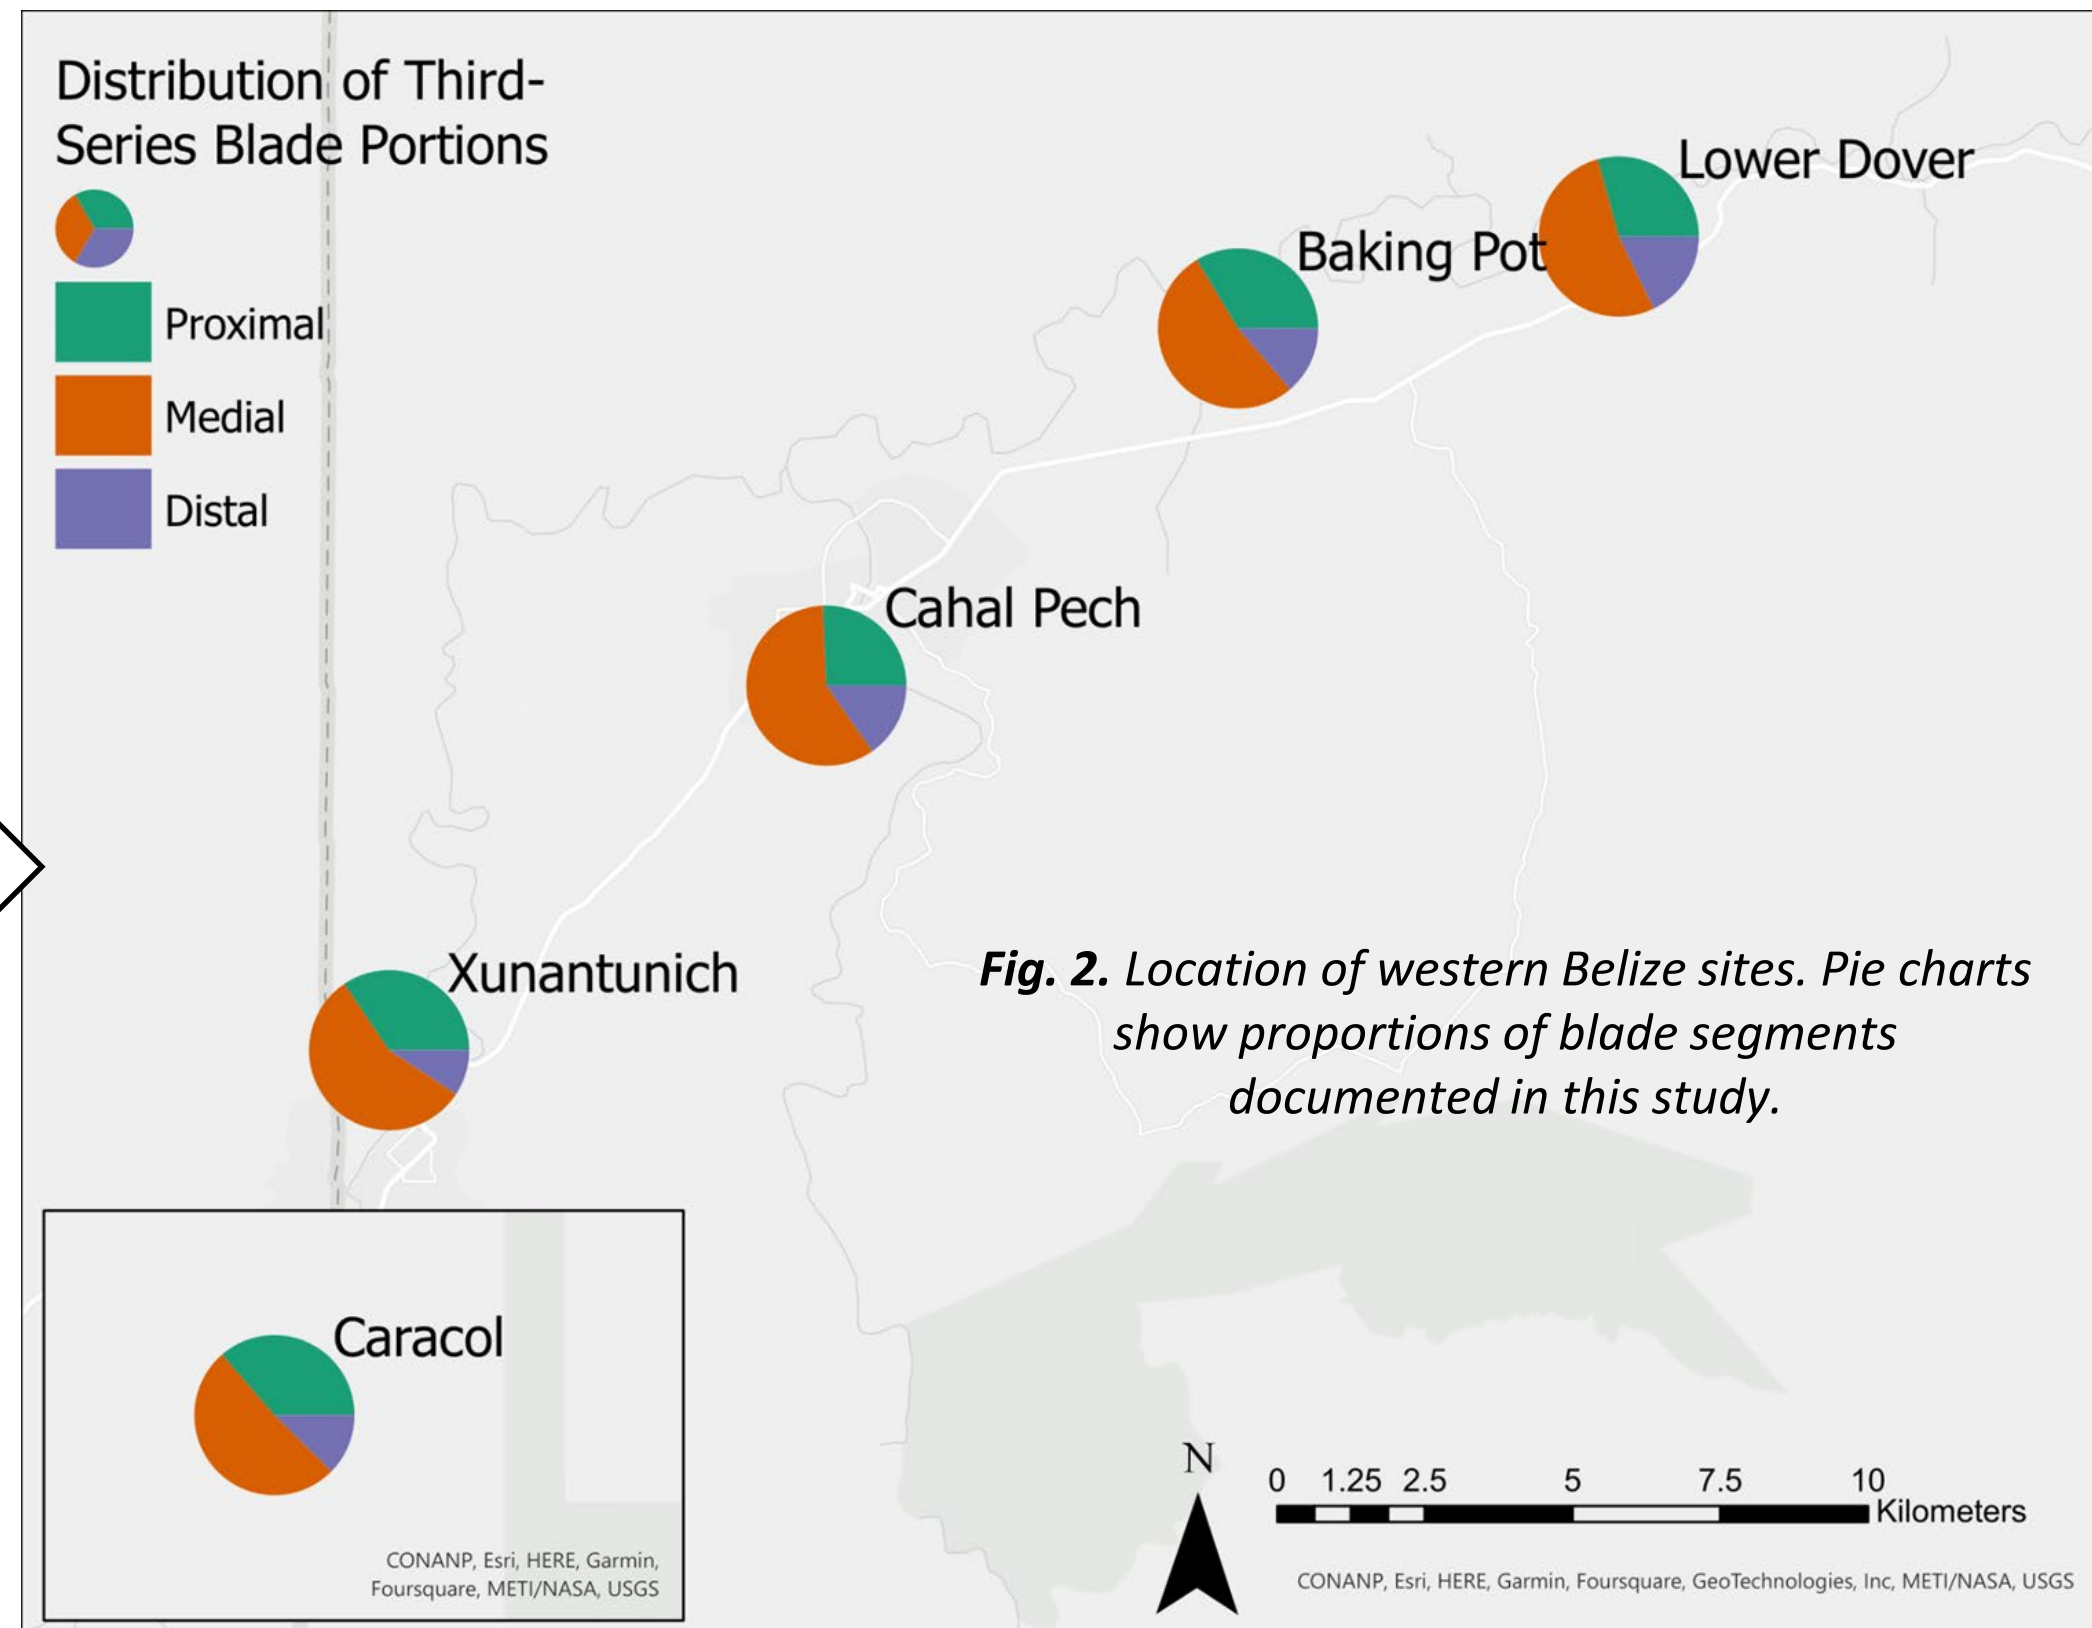 Distribution of Third-
Series Blade Portions
Proximal
Medial
Distal
Lower Dover
Baking Pot
Cahal Pech
Xunantunich
Fig. 2. Location of western Belize sites. Pie charts
show proportions of blade segments
documented in this study.
Caracol
CONANP, Esri, HERE, Garmin,
Foursquare, METI/NASA, USGS
N
0 1.25 2.5 5 7.5 10
Kilometers
CONANP, Esri, HERE, Garmin, Foursquare, GeoTechnologies, Inc, METI/NASA, USGS